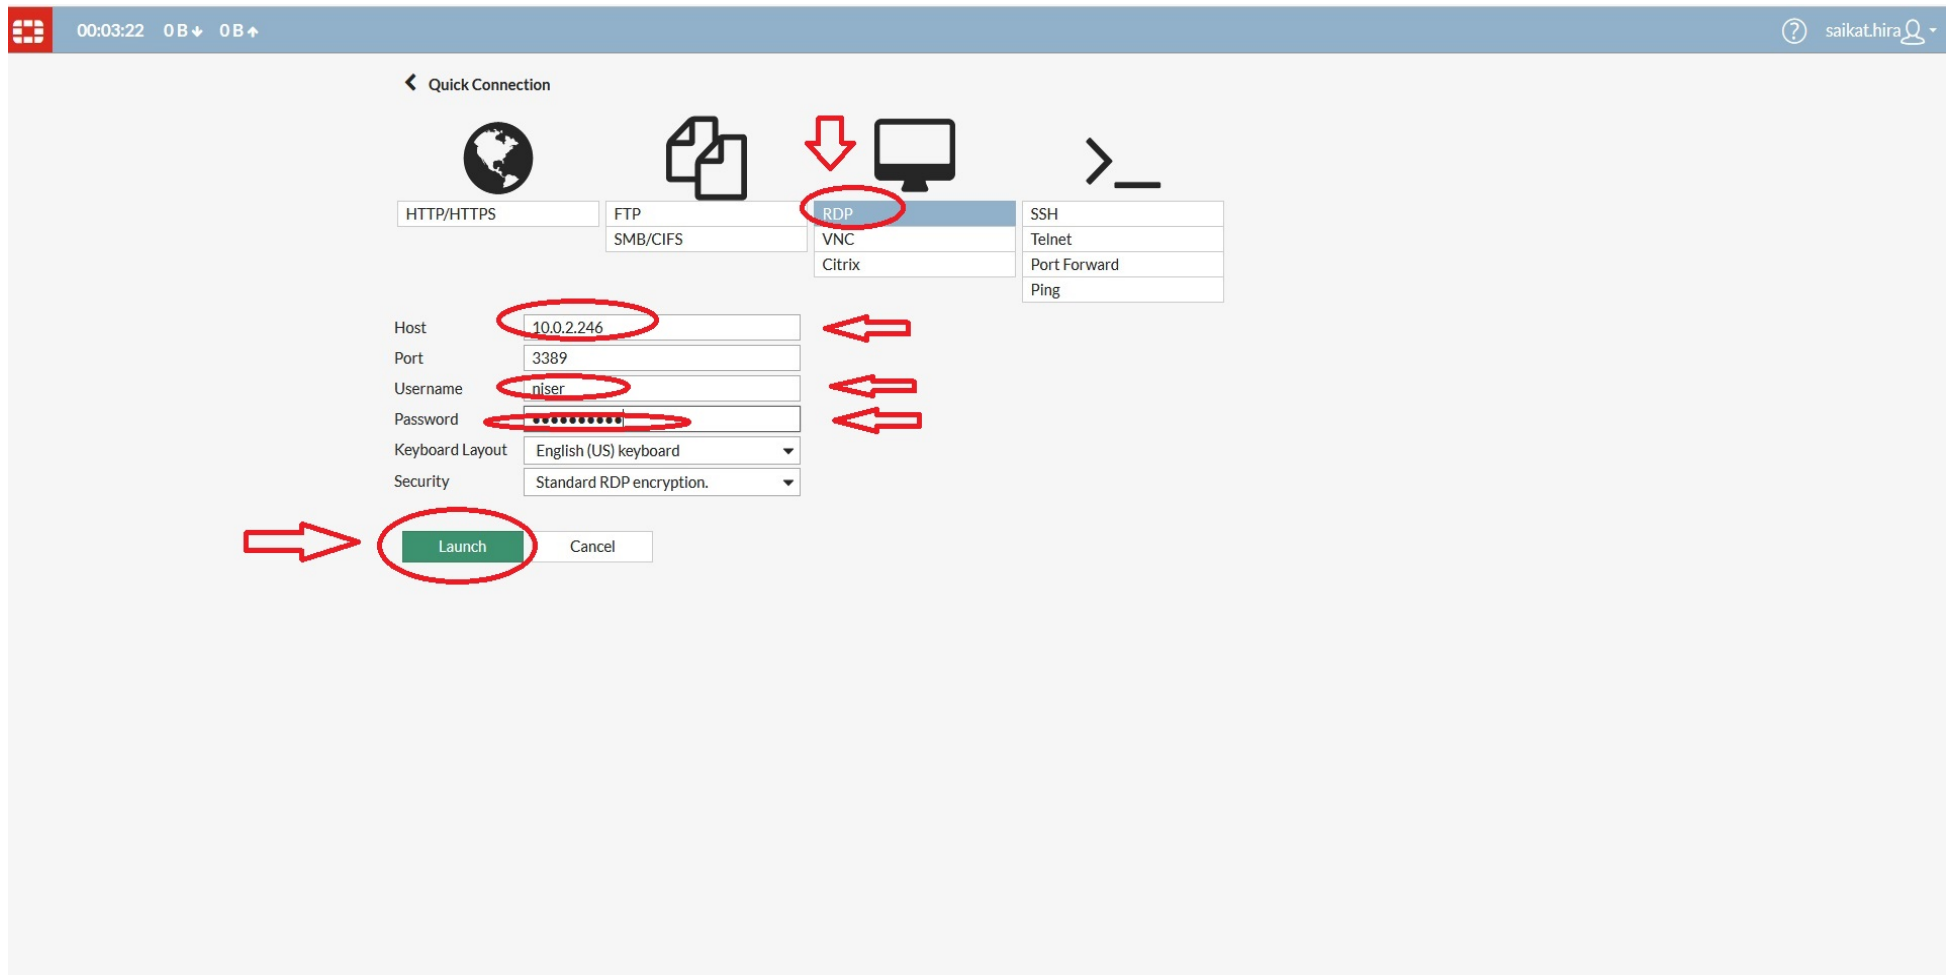 00:03:22 0 B 0 B
saikat.hira
Quick Connection
HTTP/HTTPS FTP RDP SSH
SMB/CIFS VNC Telnet
Citrix Port Forward
Ping
Host 10.0.2.246
Port 3389
Username niser
Password ••••••••••
Keyboard Layout English (US) keyboard
Security Standard RDP encryption.
Launch Cancel